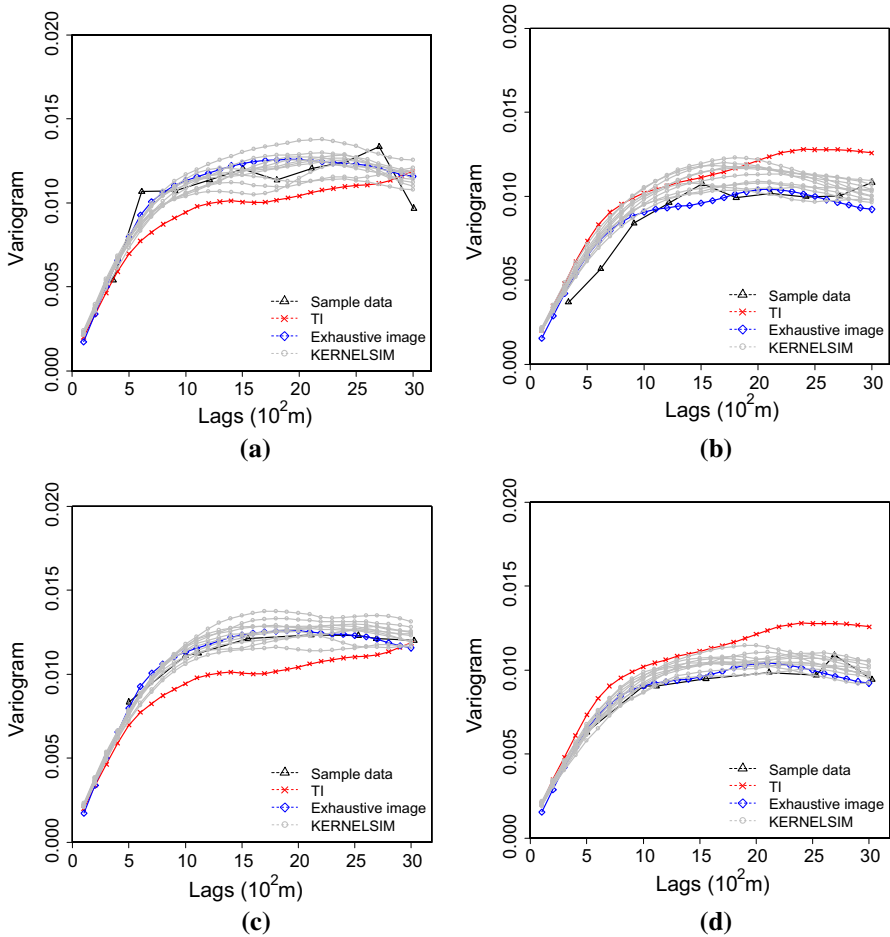 0.020
0.015
0.010
0.005
0.000
Variogram
Sample data
TI
Exhaustive image
KERNELSIM
0 5 10 15 20 25 30
Lags (10²m)
(a)
0.020
0.015
0.010
0.005
0.000
Variogram
Sample data
TI
Exhaustive image
KERNELSIM
0 5 10 15 20 25 30
Lags (10²m)
(b)
0.020
0.015
0.010
0.005
0.000
Variogram
Sample data
TI
Exhaustive image
KERNELSIM
0 5 10 15 20 25 30
Lags (10²m)
(c)
0.020
0.015
0.010
0.005
0.000
Variogram
Sample data
TI
Exhaustive image
KERNELSIM
0 5 10 15 20 25 30
Lags (10²m)
(d)